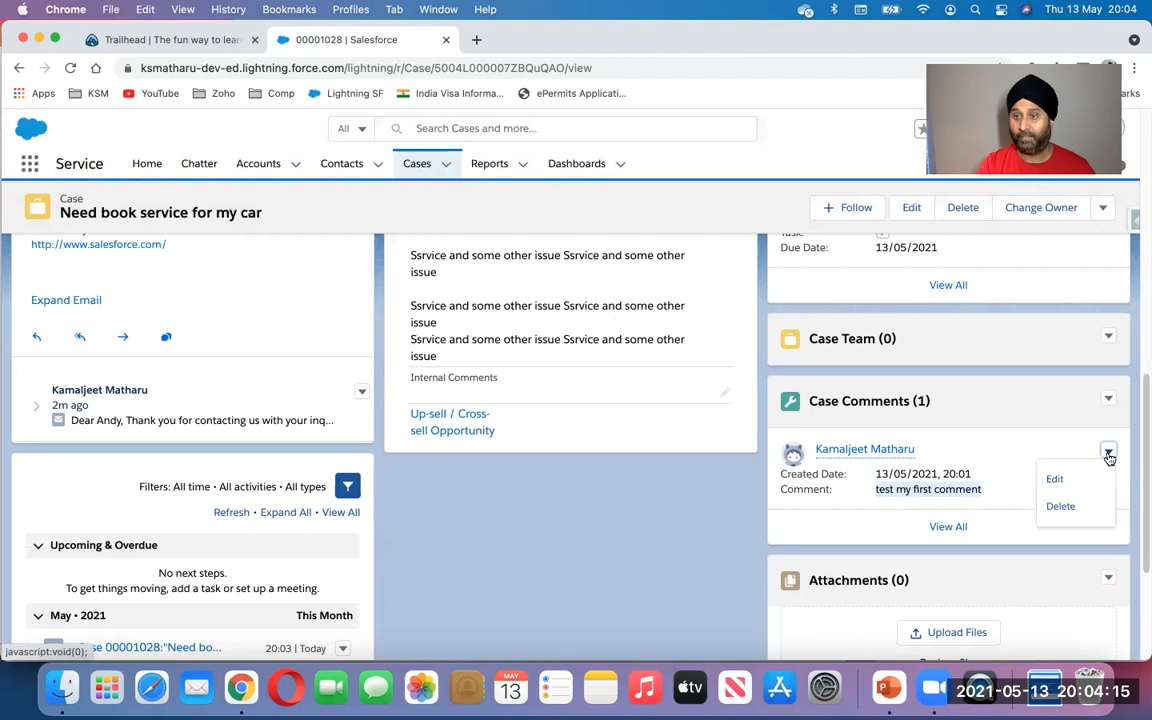 Chrome File Edit View History Bookmarks Profiles Tab Window Help Thu 13 May 20:04
Trailhead | The fun way to lear
00001028 | Salesforce
ksmatharu-dev-ed.lightning.force.com/lightning/r/Case/5004L000007ZBQuQAO/view
Apps KSM YouTube Zoho Comp Lightning SF India Visa Informa... ePermits Applicati...
All Search Cases and more...
Service Home Chatter Accounts Contacts Cases Reports Dashboards
Case
Need book service for my car
+ Follow Edit Delete Change Owner
http://www.salesforce.com/
Expand Email
Kamaljeet Matharu
2m ago
Dear Andy, Thank you for contacting us with your inq...
Filters: All time • All activities • All types
Refresh • Expand All • View All
Upcoming & Overdue
No next steps.
To get things moving, add a task or set up a meeting.
May • 2021 This Month
se 00001028:"Need bo... 20:03 | Today
javascript:void(0);
Ssrvice and some other issue Ssrvice and some other
issue
Ssrvice and some other issue Ssrvice and some other
issue
Ssrvice and some other issue Ssrvice and some other
issue
Internal Comments
Up-sell / Cross-
sell Opportunity
Due Date: 13/05/2021
View All
Case Team (0)
Case Comments (1)
Kamaljeet Matharu
Created Date: 13/05/2021, 20:01
Comment: test my first comment
Edit
Delete
View All
Attachments (0)
Upload Files
MAY
13
tv
2021-05-13 20:04:15